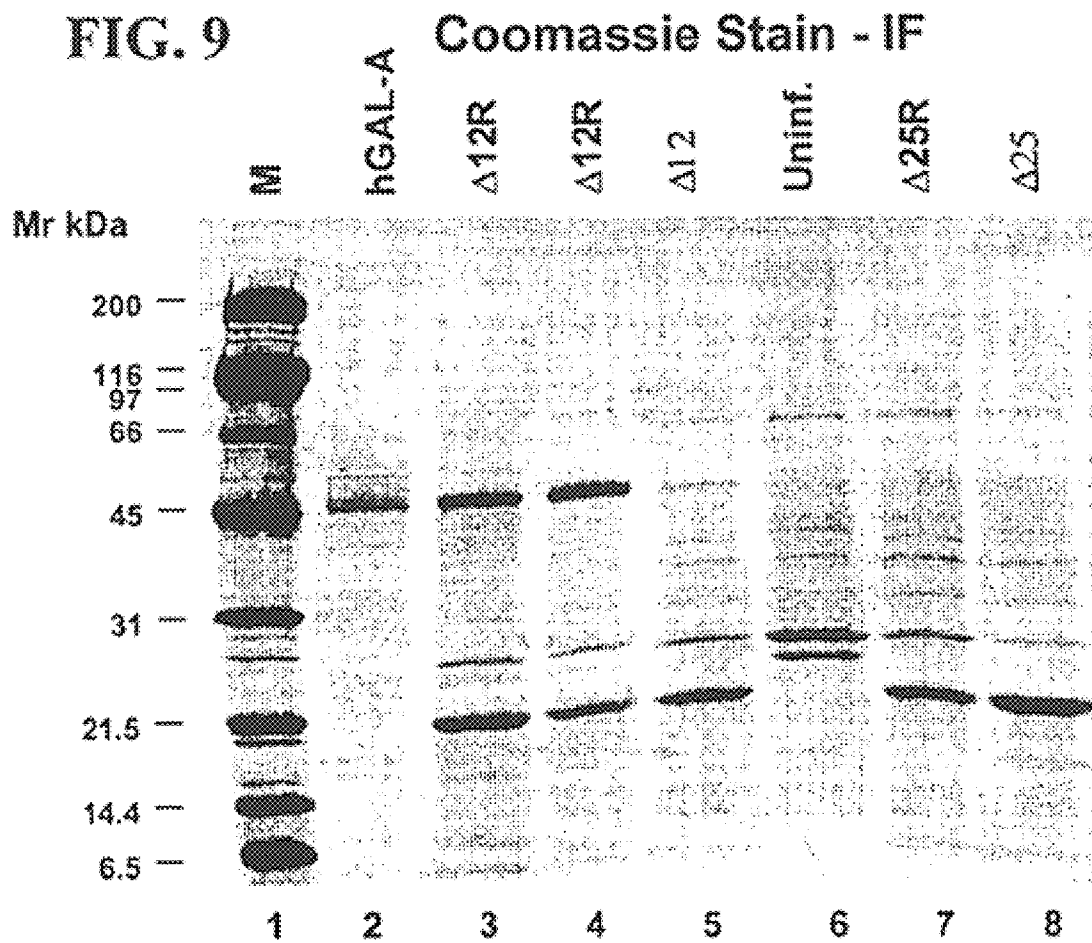 FIG. 9
Coomassie Stain - IF
M
hGAL-A
Δ12R
Δ12R
Δ12
Uninf.
Δ25R
Δ25
Mr kDa
200
116
97
66
45
31
21.5
14.4
6.5
1 2 3 4 5 6 7 8